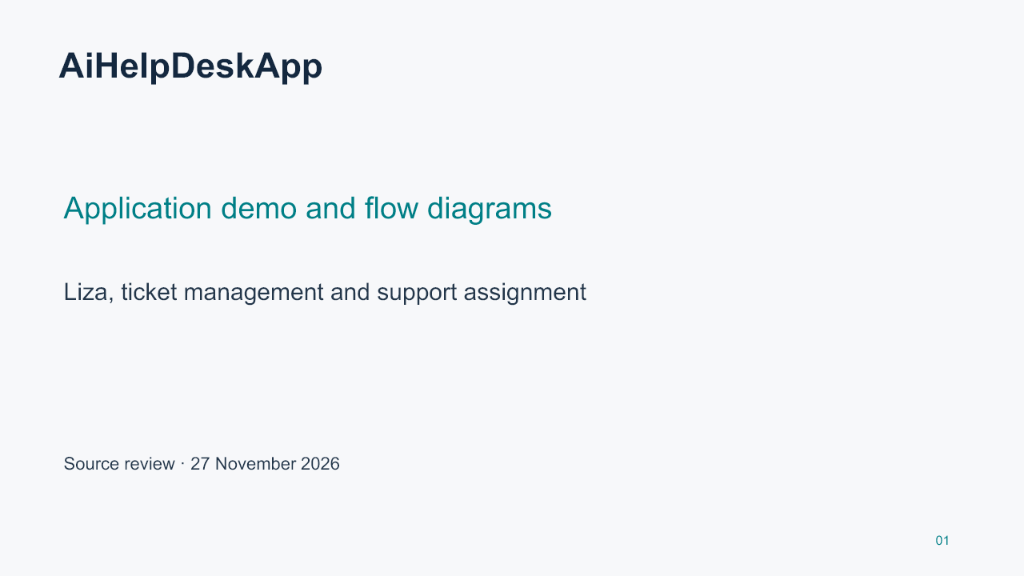 AiHelpDeskApp
Application demo and flow diagrams
Liza, ticket management and support assignment
Source review · 27 November 2026
01